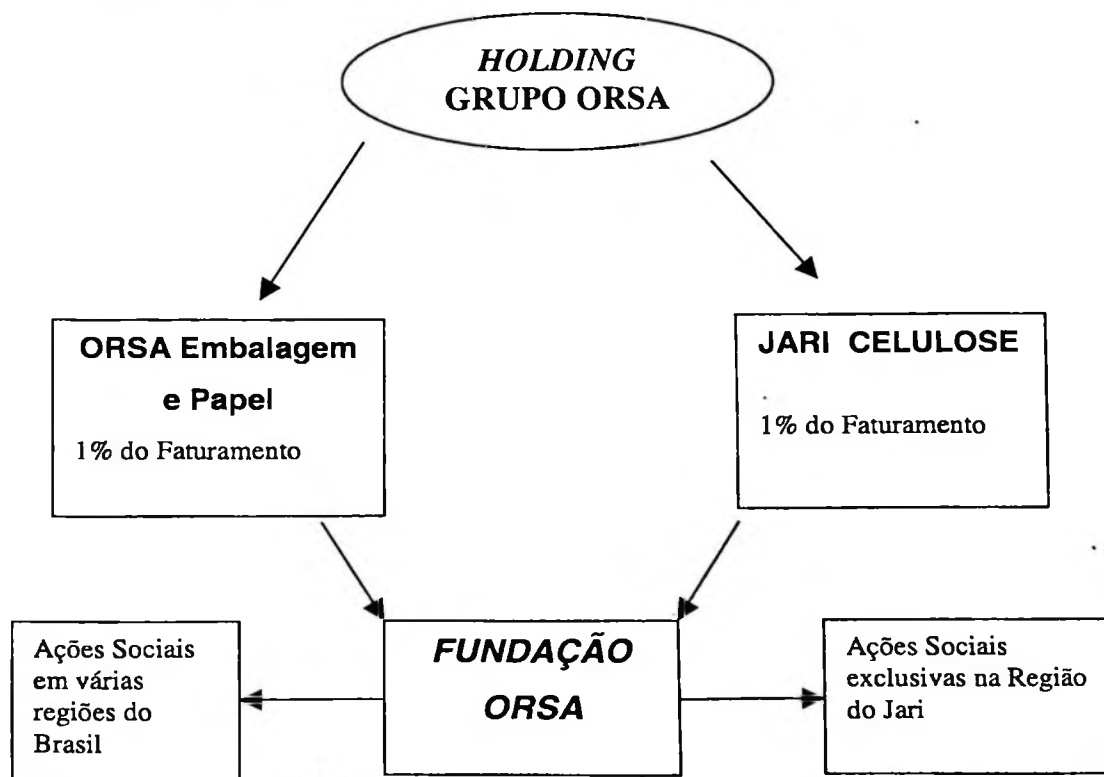 HOLDING
GRUPO ORSA
ORSA Embalagem
e Papel
1% do Faturamento
JARI CELULOSE
1% do Faturamento
Ações Sociais
em várias
regiões do
Brasil
FUNDAÇÃO
ORSA
Ações Sociais
exclusivas na Região
do Jari